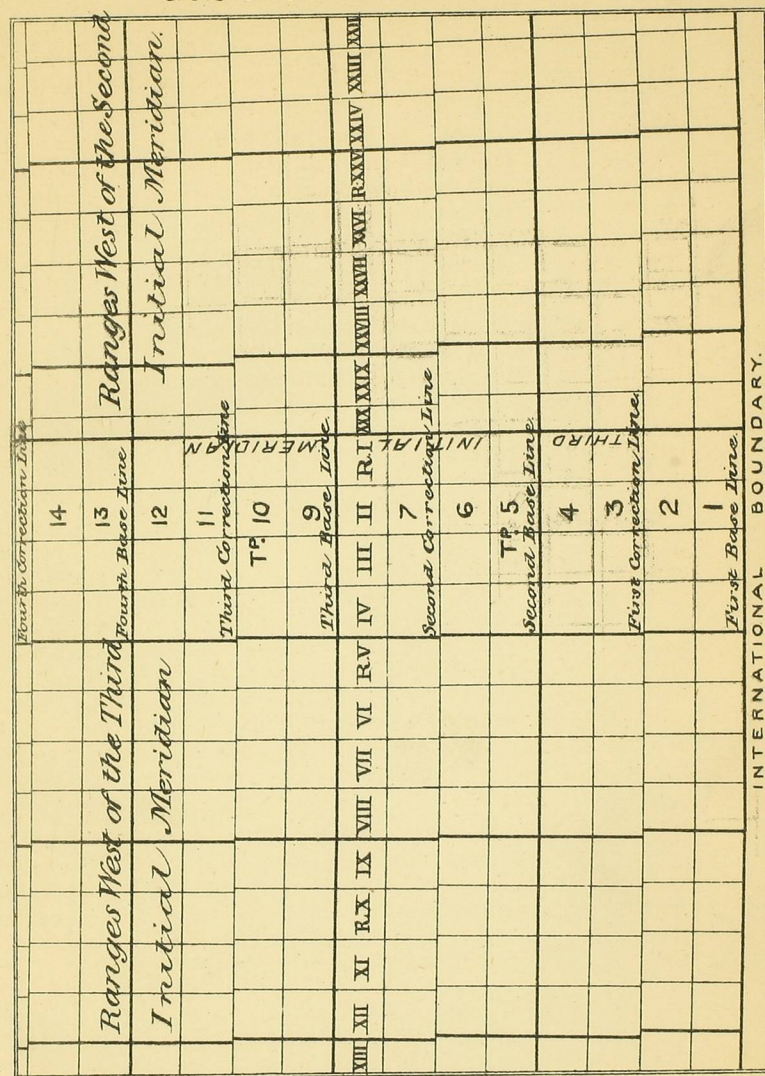 Fourth Correction Line
14
Ranges West of the Third 13 Ranges West of the Second
Fourth Base Line
Initial Meridian 12 Initial Meridian.
11
Third Correction Line
TP. 10
9
Third Base Line
XIII XII XI R.X IX VIII VII VI R.V IV III II R.I XXX XXIX XXVIII XXVII XXVI R.XXV XXIV XXIII XXII
7
Second Correction Line
6
TP. 5
Second Base Line
4
3
First Correction Line
2
1
First Base Line
THIRD INITIAL MERIDIAN
INTERNATIONAL BOUNDARY.